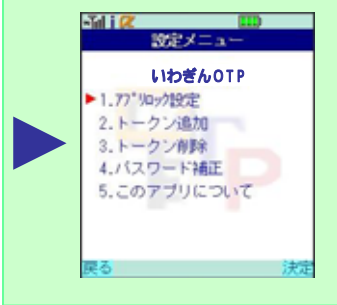 設定メニュー
いわぎんOTP
1.ｱﾌﾟﾘﾛｯｸ設定
2.トークン追加
3.トークン削除
4.パスワード補正
5.このアプリについて
戻る 決定